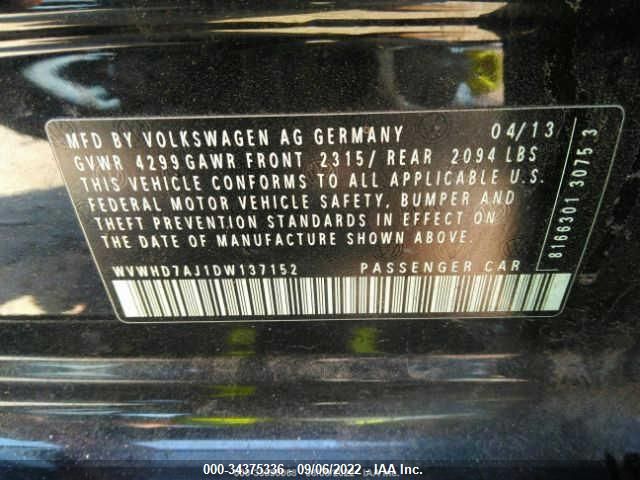 MFD BY VOLKSWAGEN AG GERMANY 04/13
GVWR 4299 GAWR FRONT 2315/ REAR 2094 LBS
THIS VEHICLE CONFORMS TO ALL APPLICABLE U.S.
FEDERAL MOTOR VEHICLE SAFETY, BUMPER AND
THEFT PREVENTION STANDARDS IN EFFECT ON
THE DATE OF MANUFACTURE SHOWN ABOVE.
WVWHD7AJ1DW137152 PASSENGER CAR
8166301 3075 3
000-34375336 - 09/06/2022 - IAA Inc.